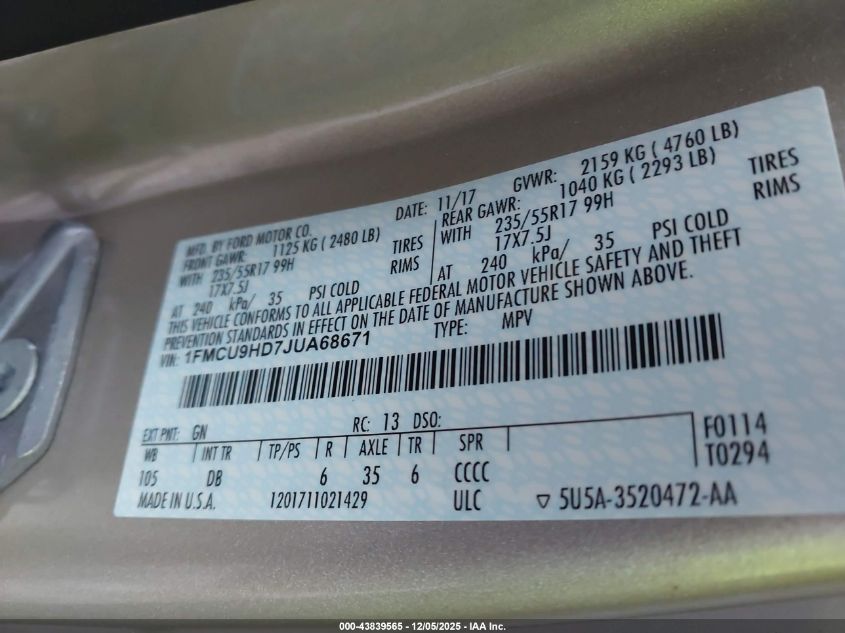 MFD. BY FORD MOTOR CO. DATE: 11/17 GVWR: 2159 KG ( 4760 LB)
FRONT GAWR: 1125 KG ( 2480 LB) REAR GAWR: 1040 KG ( 2293 LB)
WITH 235/55R17 99H TIRES WITH 235/55R17 99H TIRES
17X7.5J RIMS 17X7.5J RIMS
AT 240 kPa/ 35 PSI COLD AT 240 kPa/ 35 PSI COLD
THIS VEHICLE CONFORMS TO ALL APPLICABLE FEDERAL MOTOR VEHICLE SAFETY AND THEFT
PREVENTION STANDARDS IN EFFECT ON THE DATE OF MANUFACTURE SHOWN ABOVE.
VIN: 1FMCU9HD7JUA68671 TYPE: MPV
EXT PNT: GN RC: 13 DSO:
WB INT TR TP/PS R AXLE TR SPR F0114
105 DB 6 35 6 CCCC T0294
MADE IN U.S.A. 1201711021429 ULC ▽ 5U5A-3520472-AA
000-43839565 - 12/05/2025 - IAA Inc.